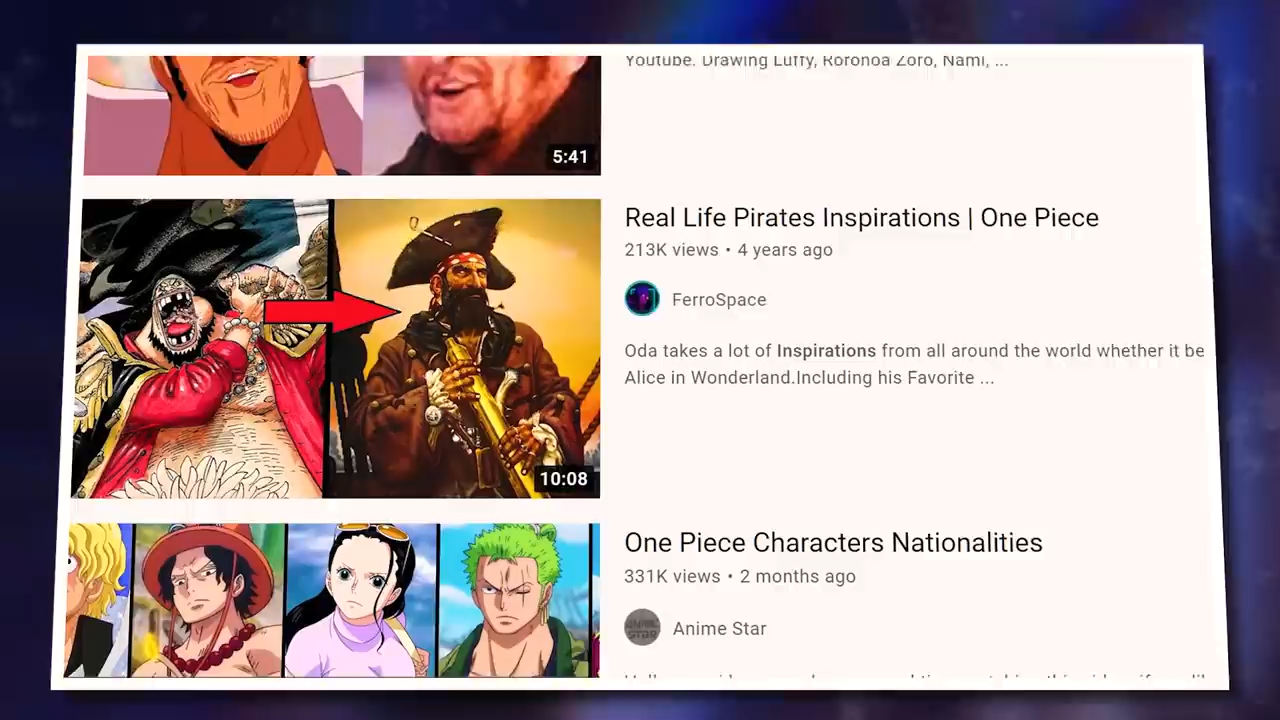 Youtube. Drawing Luffy, Roronoa Zoro, Nami, ...
5:41
Real Life Pirates Inspirations | One Piece
213K views • 4 years ago
FerroSpace
Oda takes a lot of Inspirations from all around the world whether it be
Alice in Wonderland.Including his Favorite ...
10:08
One Piece Characters Nationalities
331K views • 2 months ago
ANIME STAR
Anime Star